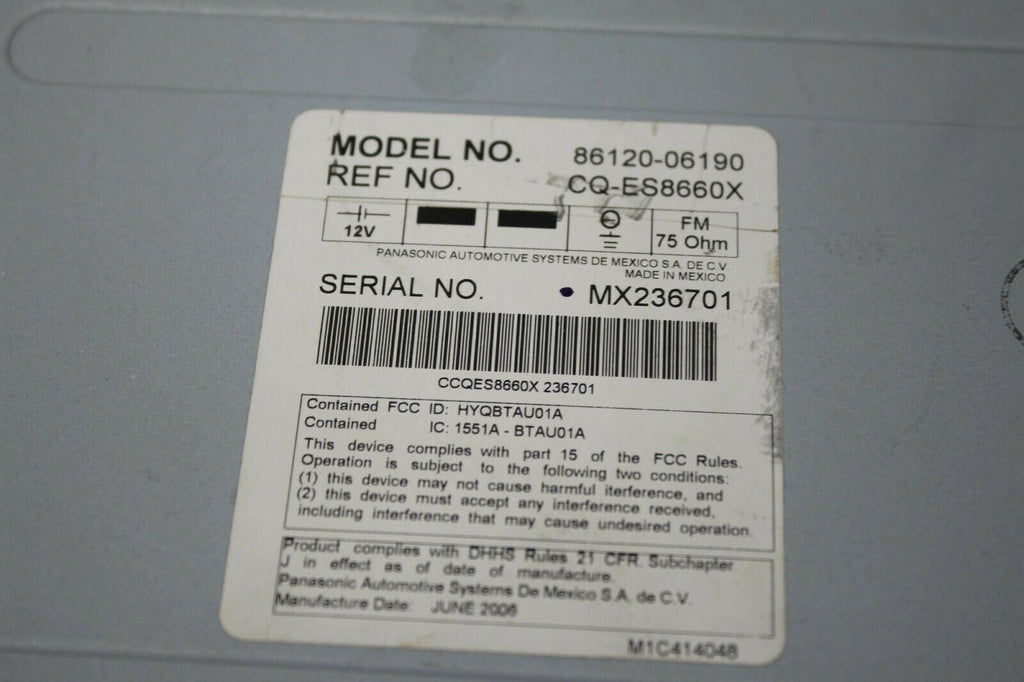 MODEL NO. 86120-06190
REF NO. CQ-ES8660X
12V
FM
75 Ohm
PANASONIC AUTOMOTIVE SYSTEMS DE MEXICO S.A. DE C.V.
MADE IN MEXICO
SERIAL NO. MX236701
CCQES8660X 236701
Contained FCC ID: HYQBTAU01A
Contained IC: 1551A - BTAU01A
This device complies with part 15 of the FCC Rules.
Operation is subject to the following two conditions:
(1) this device may not cause harmful iterference, and
(2) this device must accept any interference received,
including interference that may cause undesired operation.
Product complies with DHHS Rules 21 CFR Subchapter
J in effect as of date of manufacture.
Panasonic Automotive Systems De Mexico S.A. de C.V.
Manufacture Date: JUNE 2006
M1C414048